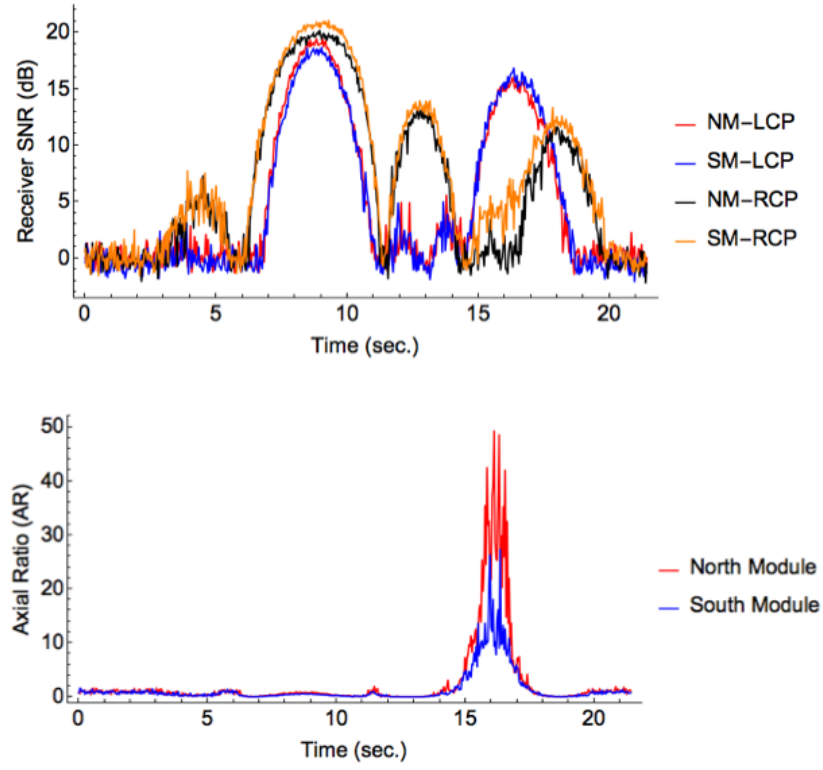 20
15
10
5
0
Receiver SNR (dB)
0 5 10 15 20
Time (sec.)
NM-LCP
SM-LCP
NM-RCP
SM-RCP
50
40
30
20
10
0
Axial Ratio (AR)
0 5 10 15 20
Time (sec.)
North Module
South Module